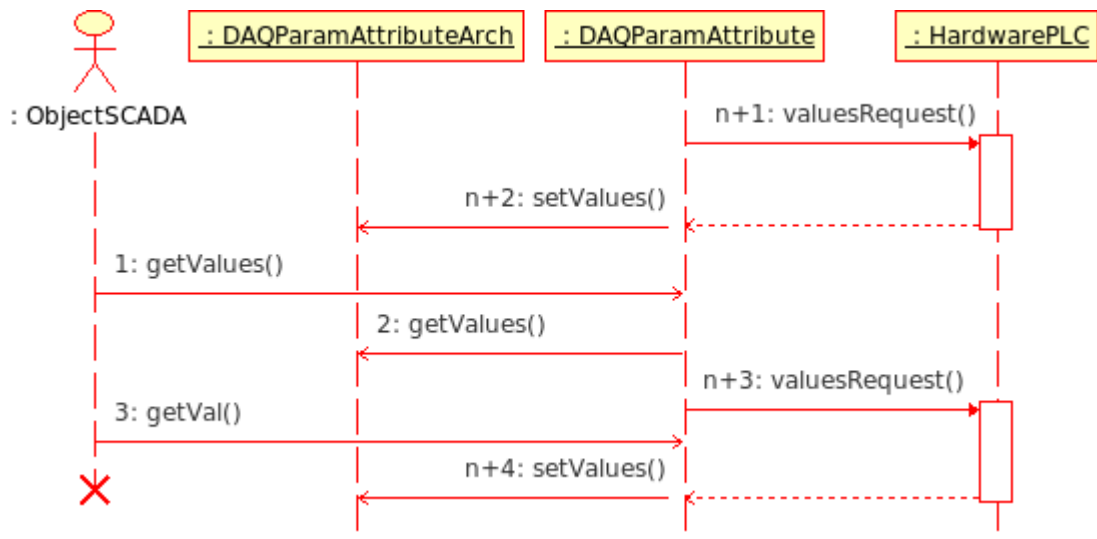 : DAQParamAttributeArch
: DAQParamAttribute
: HardwarePLC
: ObjectSCADA
n+1: valuesRequest()
n+2: setValues()
1: getValues()
2: getValues()
n+3: valuesRequest()
3: getVal()
n+4: setValues()